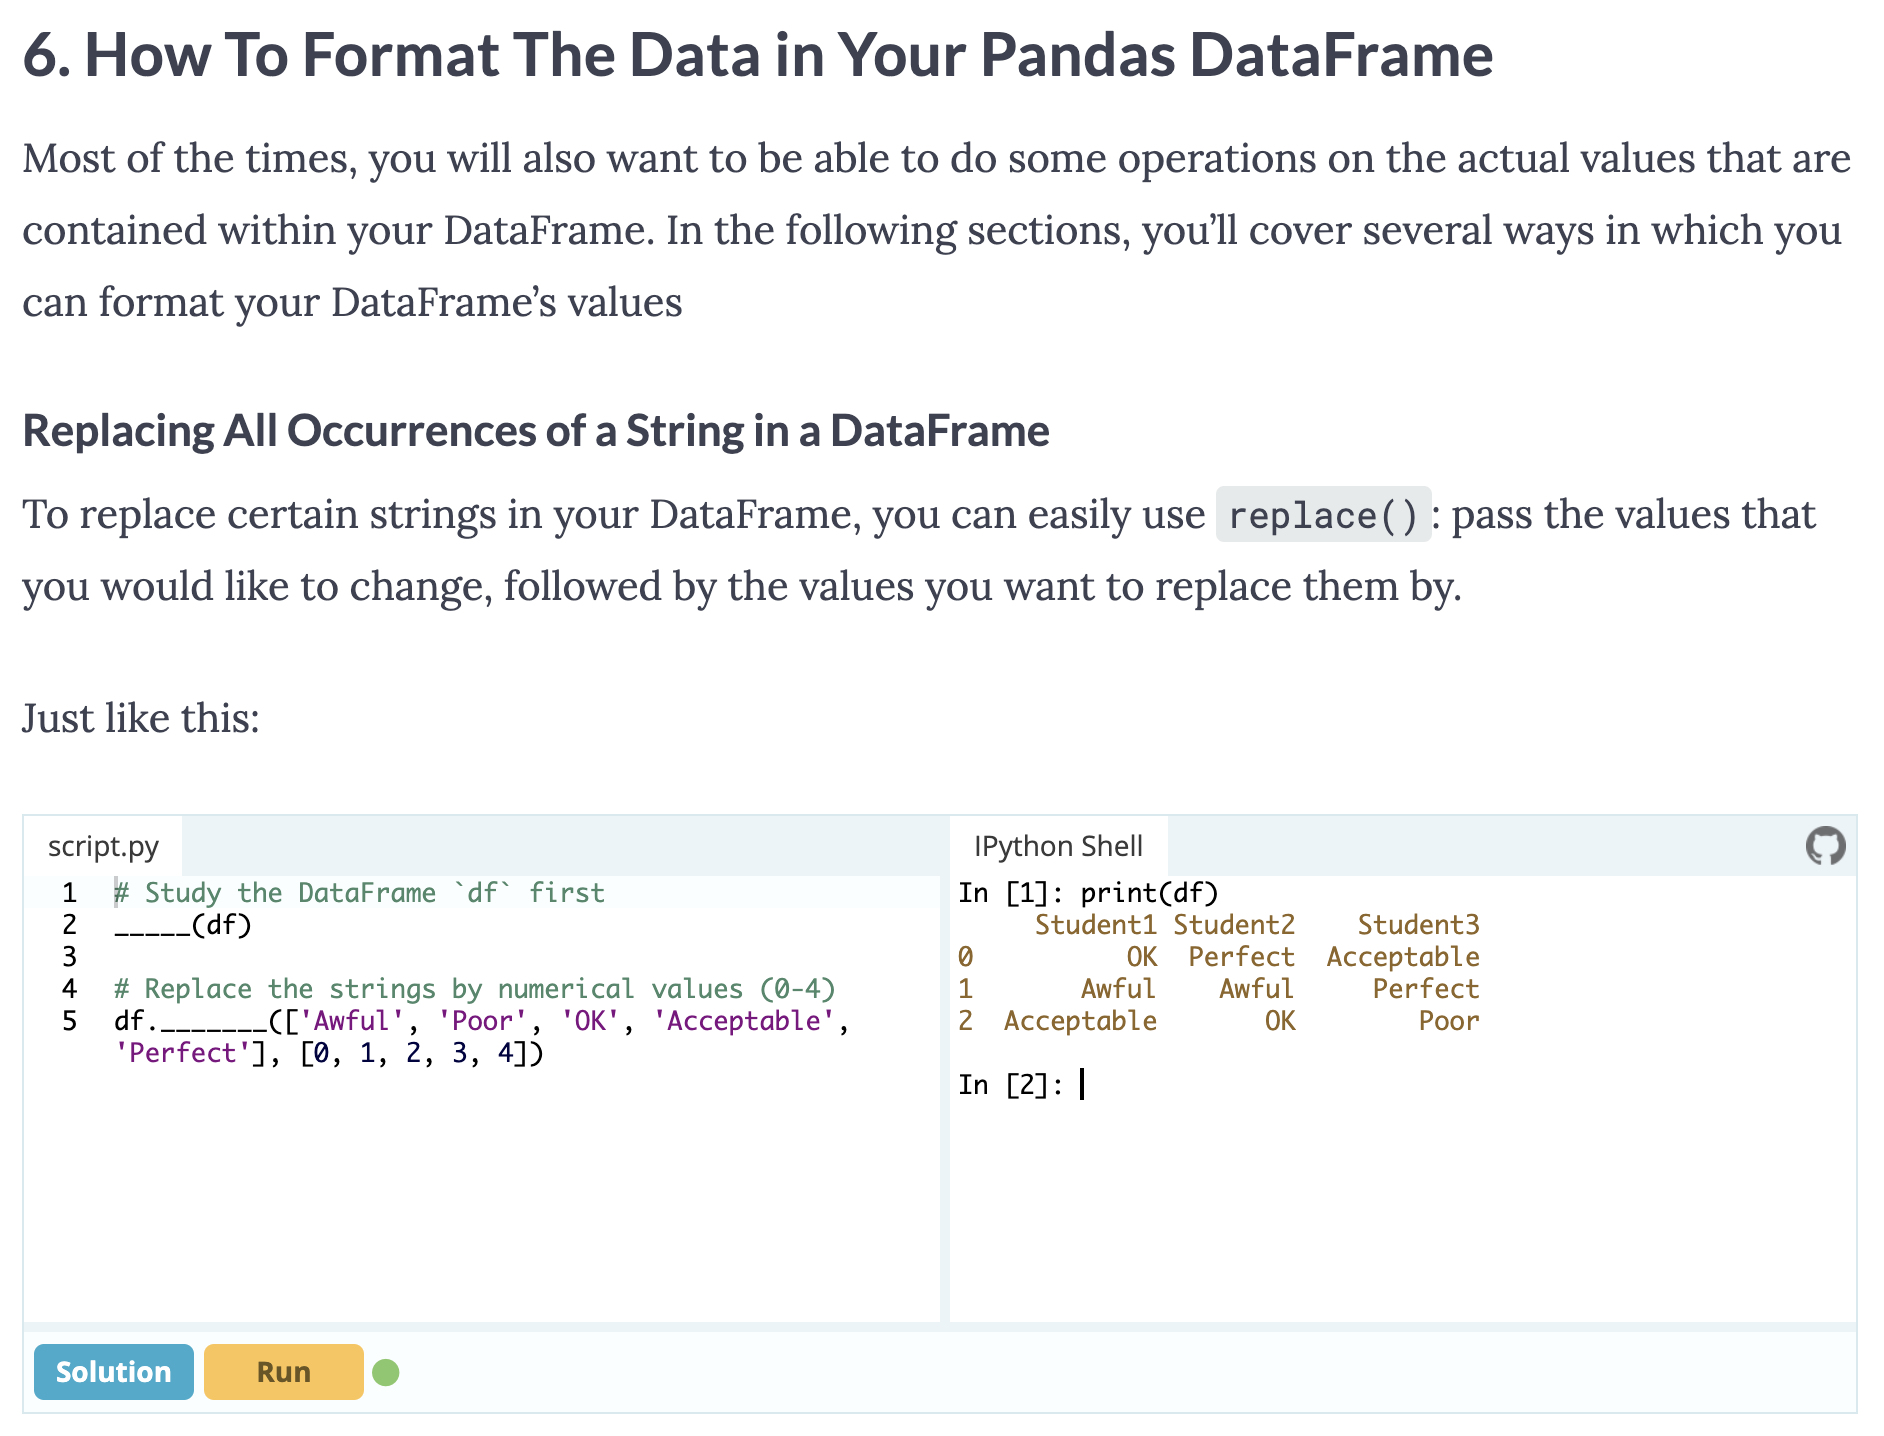 6. How To Format The Data in Your Pandas DataFrame
Most of the times, you will also want to be able to do some operations on the actual values that are
contained within your DataFrame. In the following sections, you’ll cover several ways in which you
can format your DataFrame’s values
Replacing All Occurrences of a String in a DataFrame
To replace certain strings in your DataFrame, you can easily use replace() : pass the values that
you would like to change, followed by the values you want to replace them by.
Just like this:
script.py
1 # Study the DataFrame `df` first
2 _____(df)
3
4 # Replace the strings by numerical values (0-4)
5 df._______(['Awful', 'Poor', 'OK', 'Acceptable',
'Perfect'], [0, 1, 2, 3, 4])
IPython Shell
In [1]: print(df)
Student1 Student2 Student3
0 OK Perfect Acceptable
1 Awful Awful Perfect
2 Acceptable OK Poor
In [2]:
Solution
Run